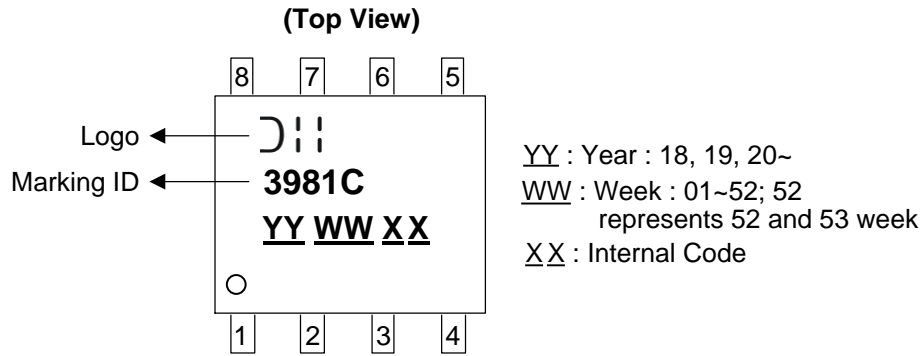 (Top View)
8 7 6 5
Logo
Marking ID
3981C
YY WW X X
1 2 3 4
YY : Year : 18, 19, 20~
WW : Week : 01~52; 52
represents 52 and 53 week
X X : Internal Code